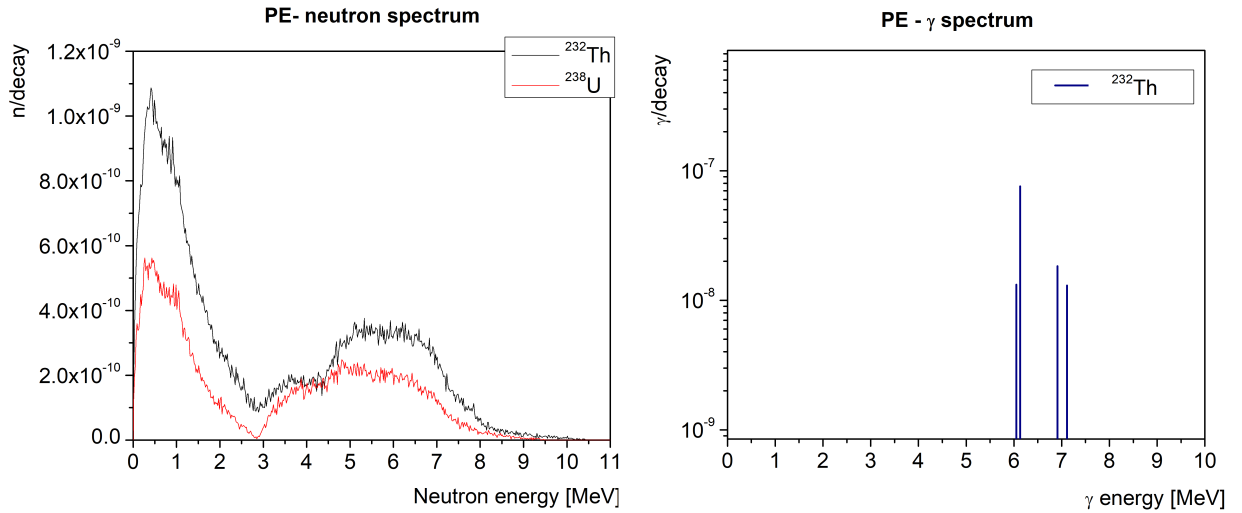 PE- neutron spectrum
n/decay
1.2x10⁻⁹
1.0x10⁻⁹
8.0x10⁻¹⁰
6.0x10⁻¹⁰
4.0x10⁻¹⁰
2.0x10⁻¹⁰
0.0
²³²Th
²³⁸U
0 1 2 3 4 5 6 7 8 9 10 11
Neutron energy [MeV]
PE - γ spectrum
γ/decay
10⁻⁷
10⁻⁸
10⁻⁹
²³²Th
0 1 2 3 4 5 6 7 8 9 10
γ energy [MeV]